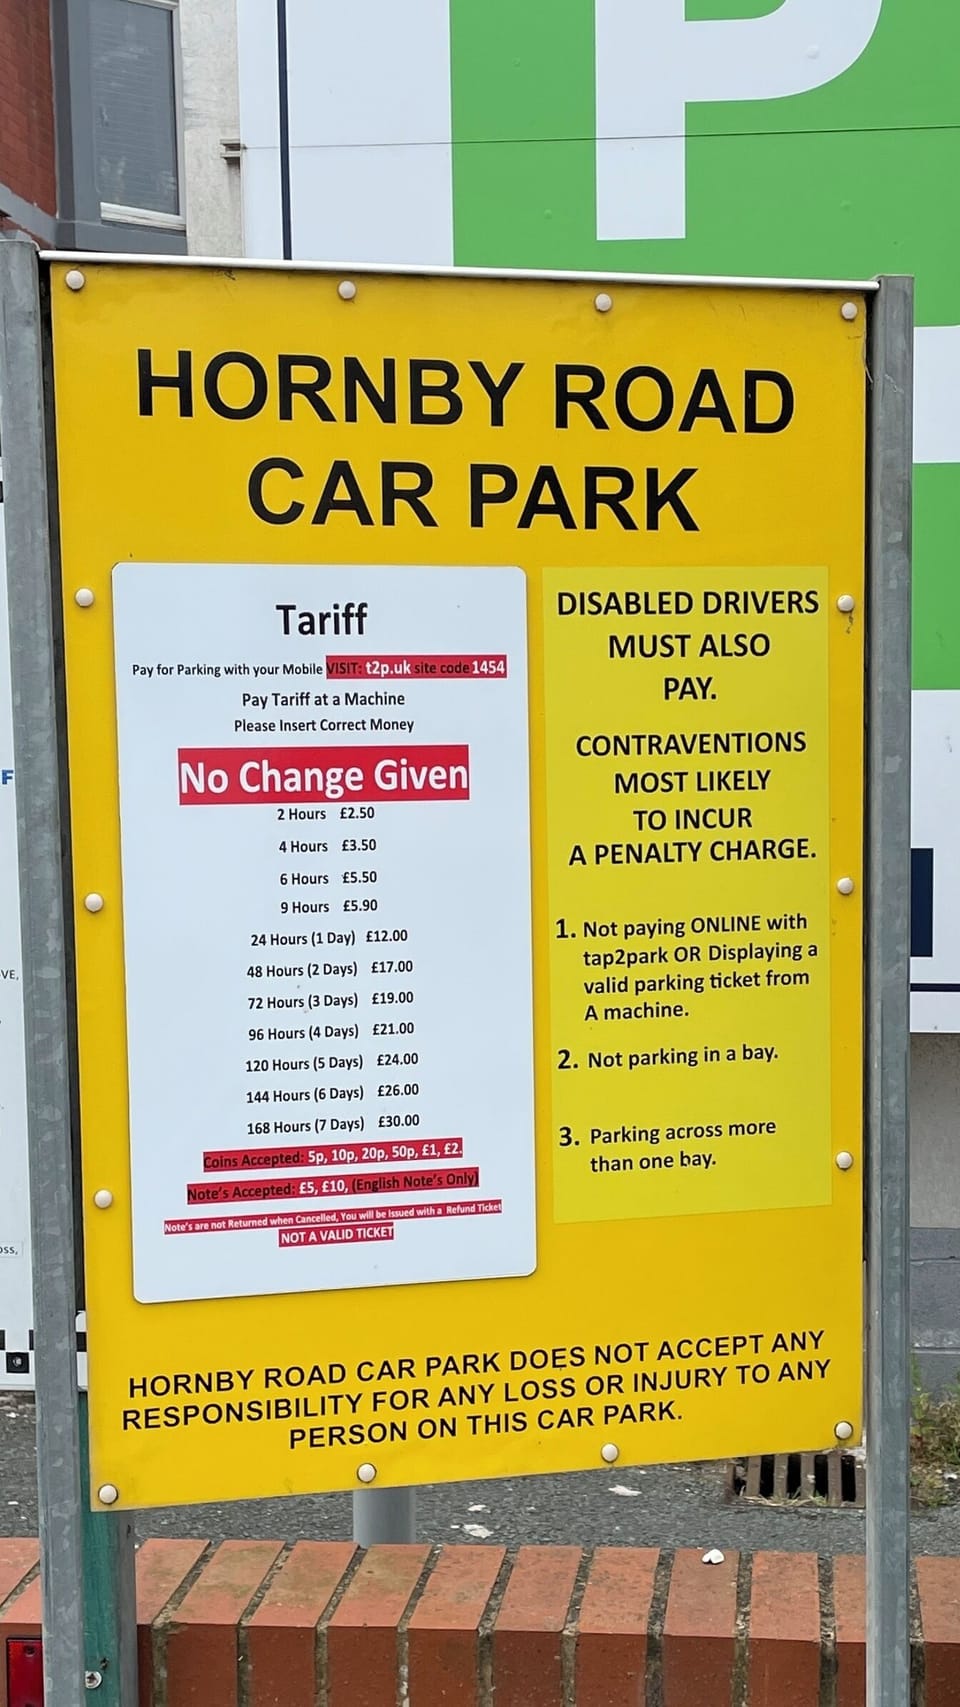 P
HORNBY ROAD
CAR PARK
Tariff
Pay for Parking with your Mobile VISIT: t2p.uk site code 1454
Pay Tariff at a Machine
Please Insert Correct Money
No Change Given
2 Hours £2.50
4 Hours £3.50
6 Hours £5.50
9 Hours £5.90
24 Hours (1 Day) £12.00
48 Hours (2 Days) £17.00
72 Hours (3 Days) £19.00
96 Hours (4 Days) £21.00
120 Hours (5 Days) £24.00
144 Hours (6 Days) £26.00
168 Hours (7 Days) £30.00
Coins Accepted: 5p, 10p, 20p, 50p, £1, £2.
Note's Accepted: £5, £10, (English Note's Only)
Note's are not Returned when Cancelled, You will be Issued with a Refund Ticket
NOT A VALID TICKET
DISABLED DRIVERS
MUST ALSO
PAY.
CONTRAVENTIONS
MOST LIKELY
TO INCUR
A PENALTY CHARGE.
1. Not paying ONLINE with
tap2park OR Displaying a
valid parking ticket from
A machine.
2. Not parking in a bay.
3. Parking across more
than one bay.
HORNBY ROAD CAR PARK DOES NOT ACCEPT ANY
RESPONSIBILITY FOR ANY LOSS OR INJURY TO ANY
PERSON ON THIS CAR PARK.